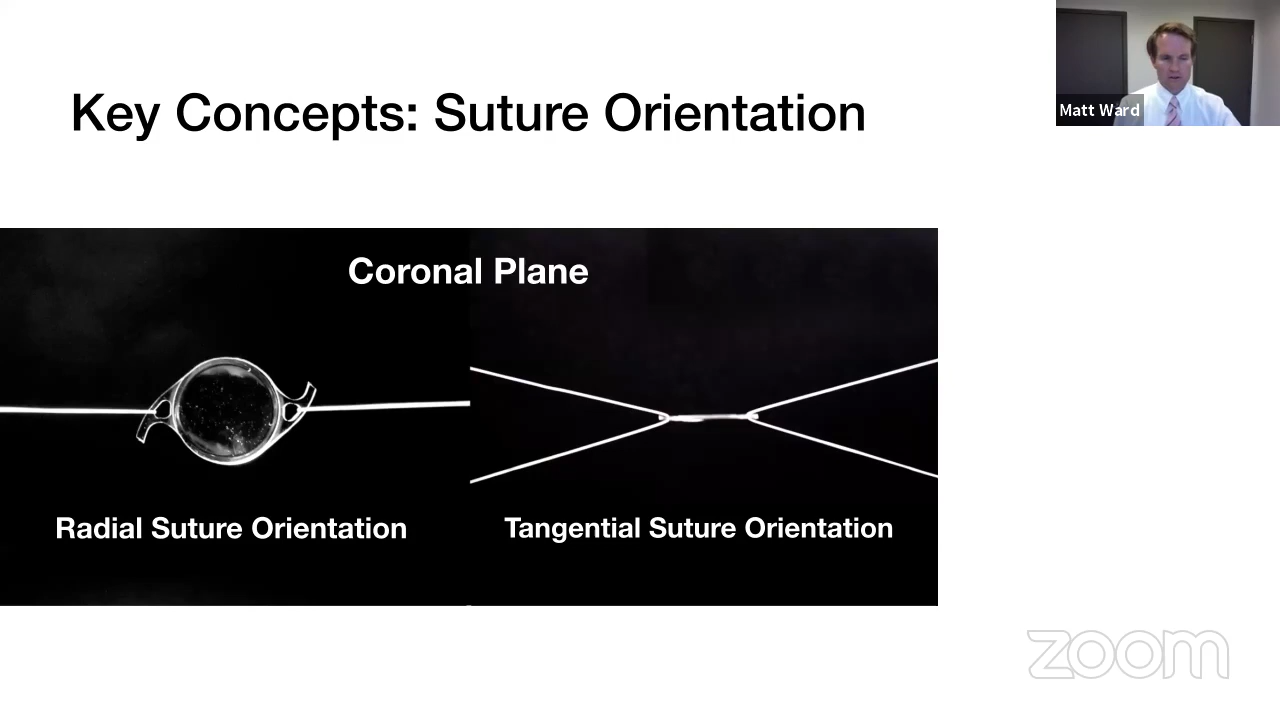 Key Concepts: Suture Orientation
Matt Ward
Coronal Plane
Radial Suture Orientation
Tangential Suture Orientation
zoom